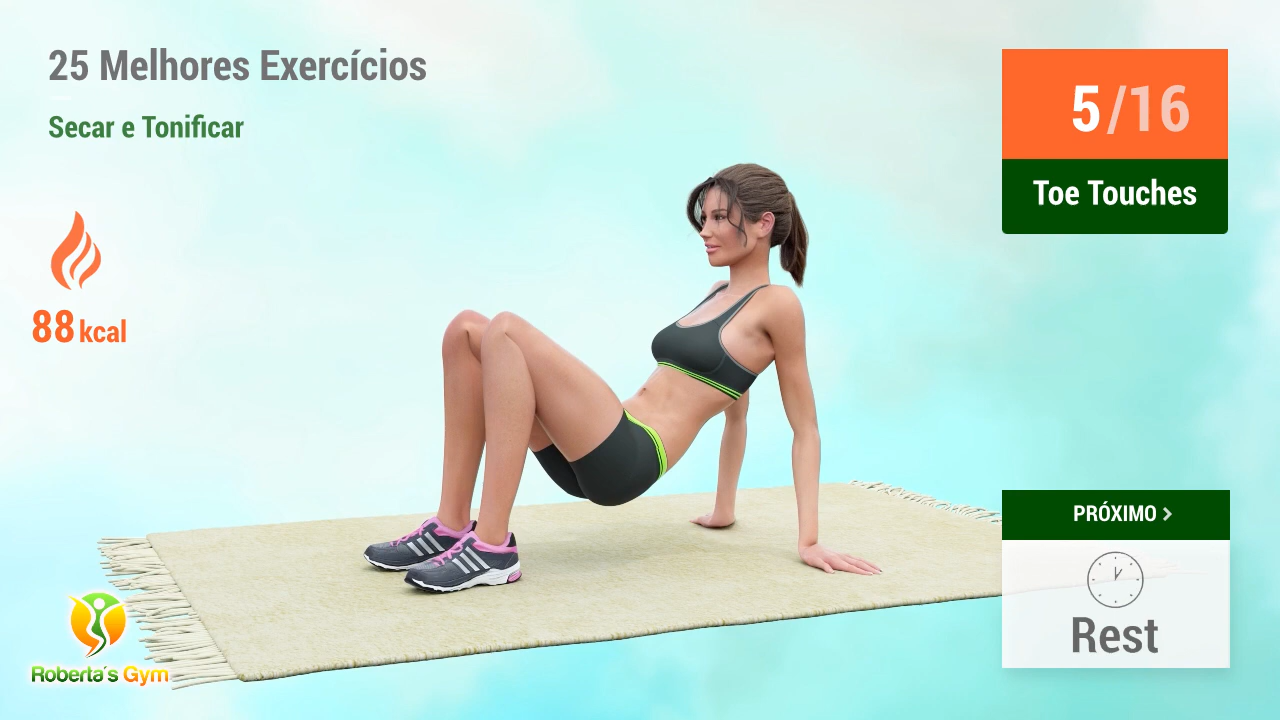 25 Melhores Exercícios
Secar e Tonificar
5/16
Toe Touches
88 kcal
PRÓXIMO >
Rest
Roberta´s Gym